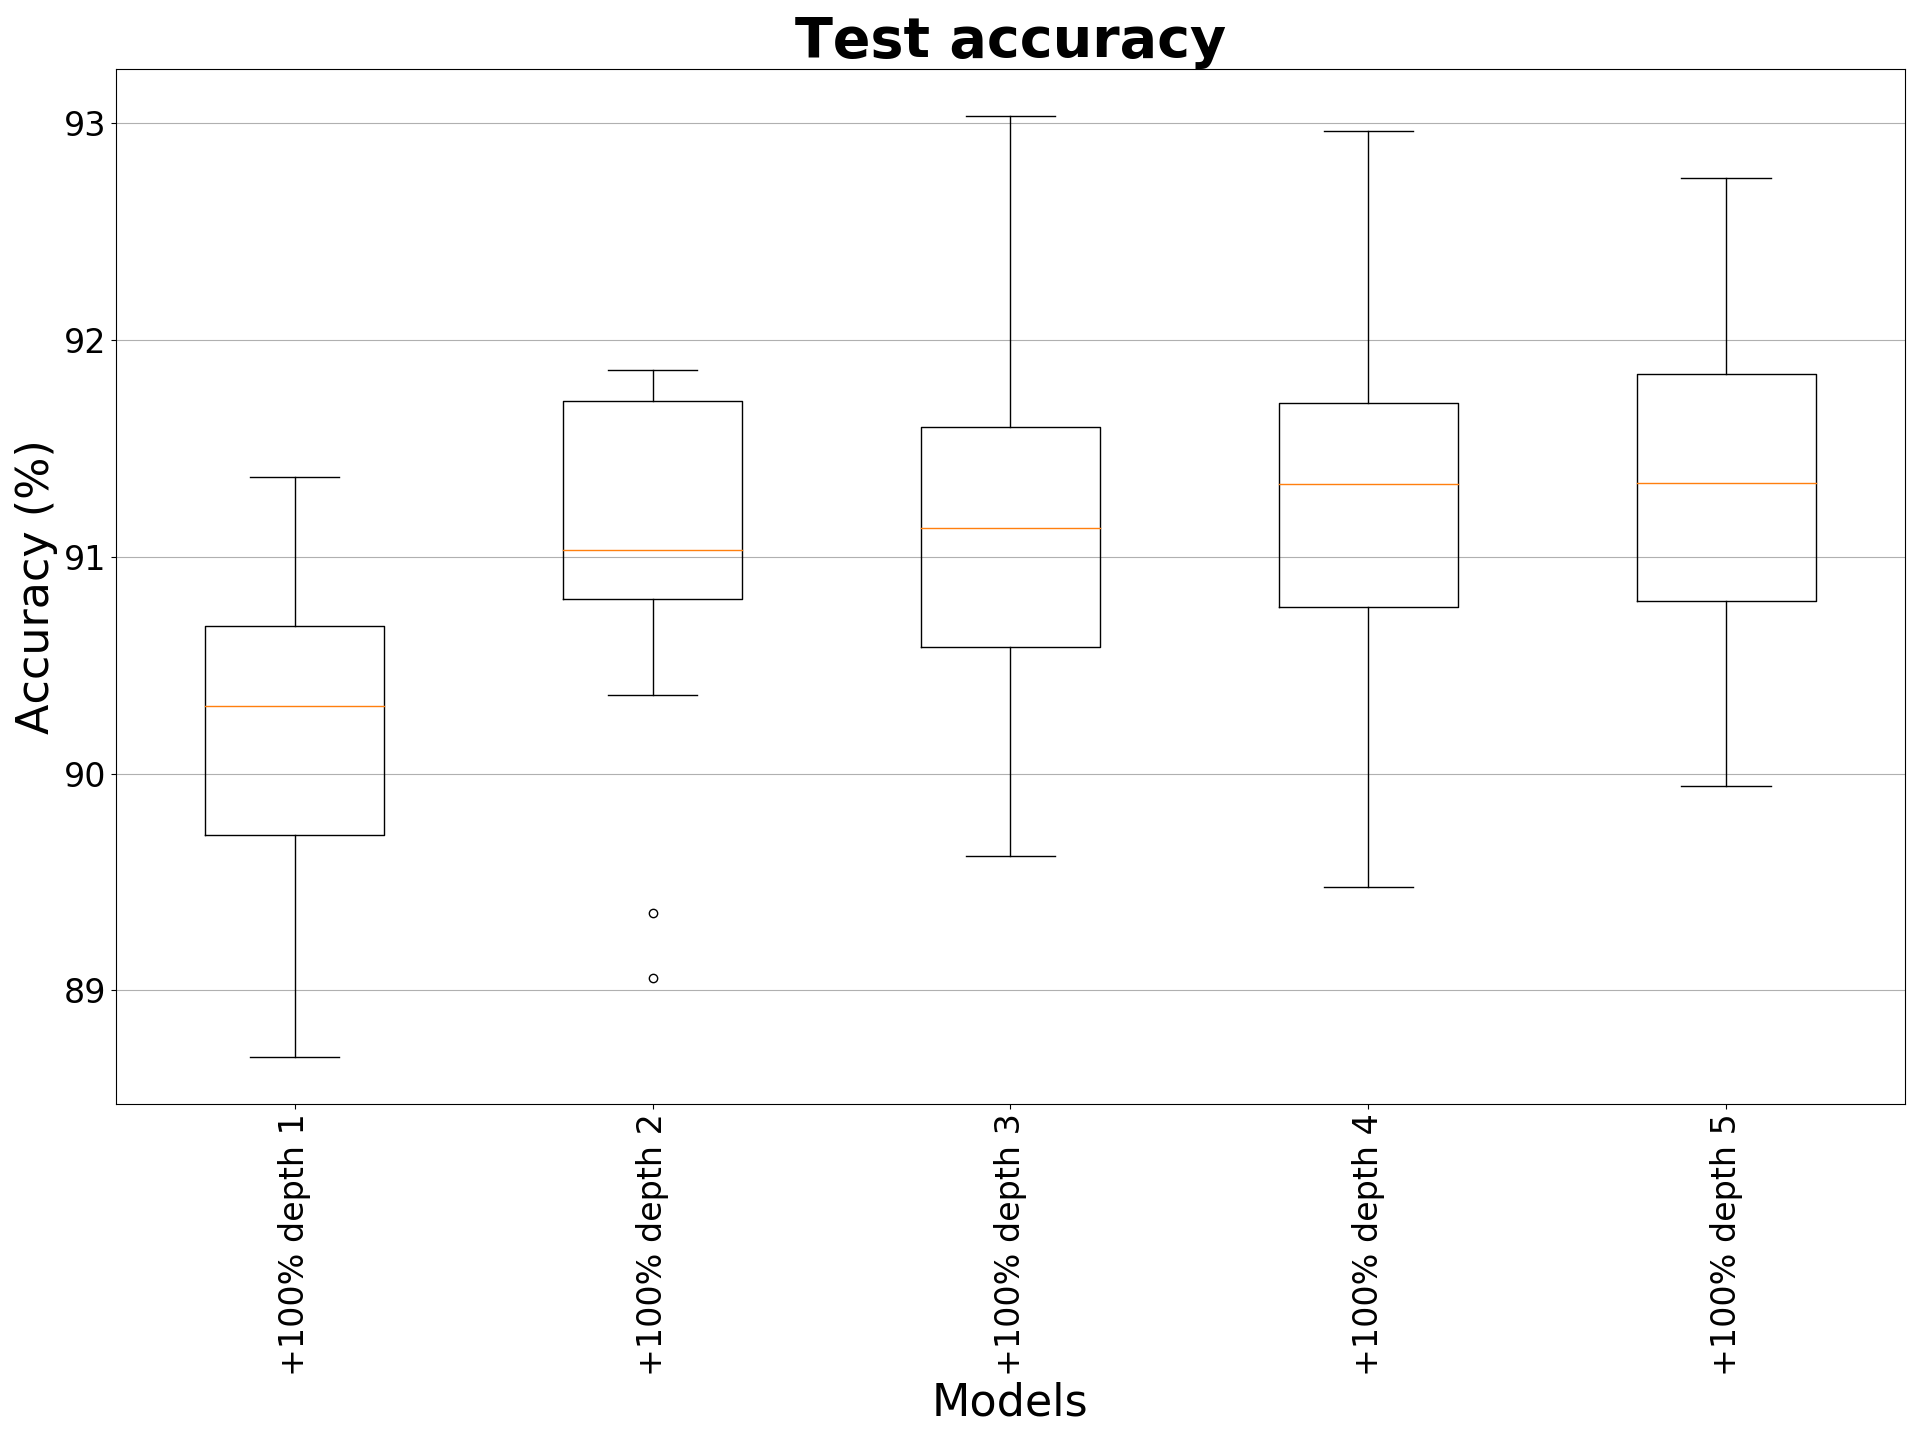 Test accuracy
Accuracy (%)
93
92
91
90
89
+100% depth 1
+100% depth 2
+100% depth 3
+100% depth 4
+100% depth 5
Models